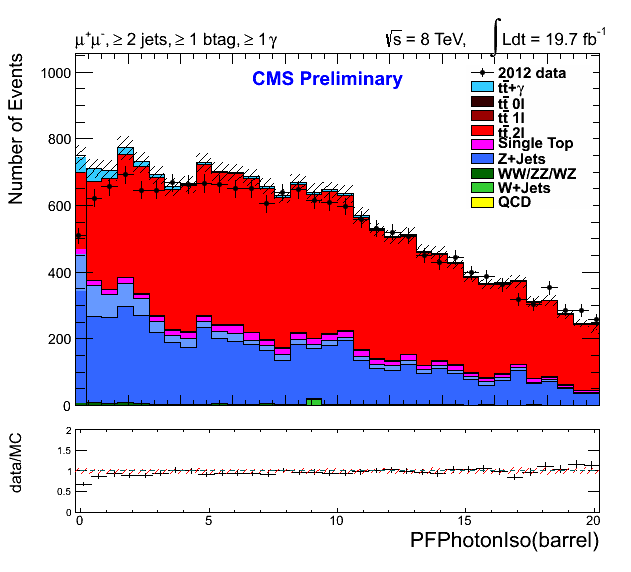 μ⁺μ⁻, ≥ 2 jets, ≥ 1 btag, ≥ 1 γ √s = 8 TeV, ∫ Ldt = 19.7 fb⁻¹
CMS Preliminary
2012 data
tt̄+γ
tt̄ 0l
tt̄ 1l
tt̄ 2l
Single Top
Z+Jets
WW/ZZ/WZ
W+Jets
QCD
Number of Events
1000
800
600
400
200
0
data/MC
2
1.5
1
0.5
0
0 5 10 15 20
PFPhotonIso(barrel)